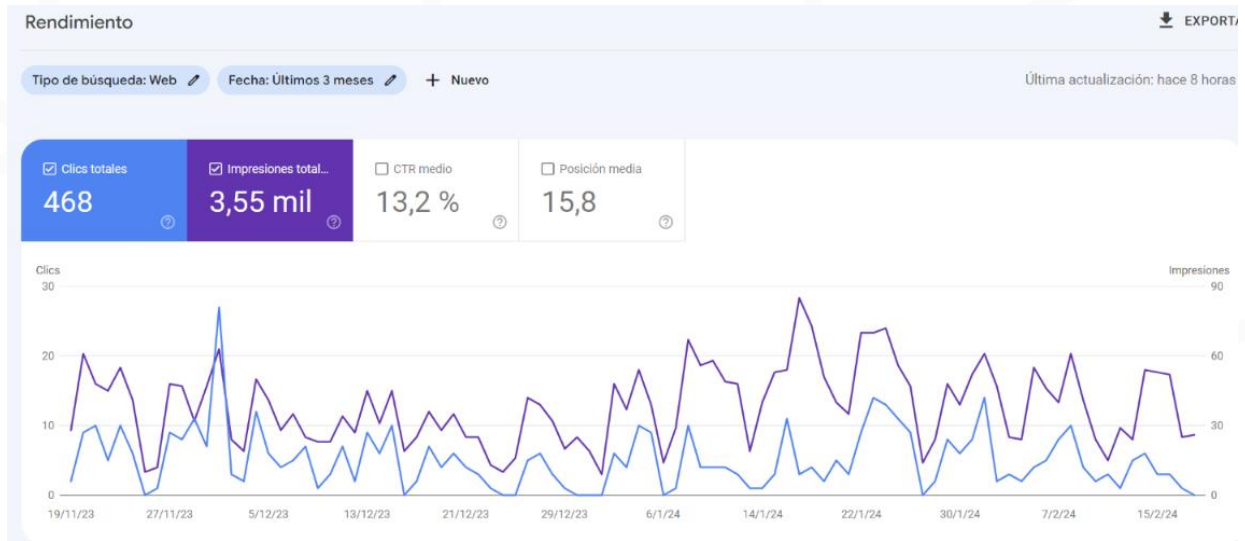 Rendimiento
EXPORTA
Tipo de búsqueda: Web
Fecha: Últimos 3 meses
+ Nuevo
Última actualización: hace 8 horas
Clics totales
Impresiones total...
CTR medio
Posición media
468
3,55 mil
13,2 %
15,8
Clics
Impresiones
30
90
20
60
10
30
0
0
19/11/23
27/11/23
5/12/23
13/12/23
21/12/23
29/12/23
6/1/24
14/1/24
22/1/24
30/1/24
7/2/24
15/2/24